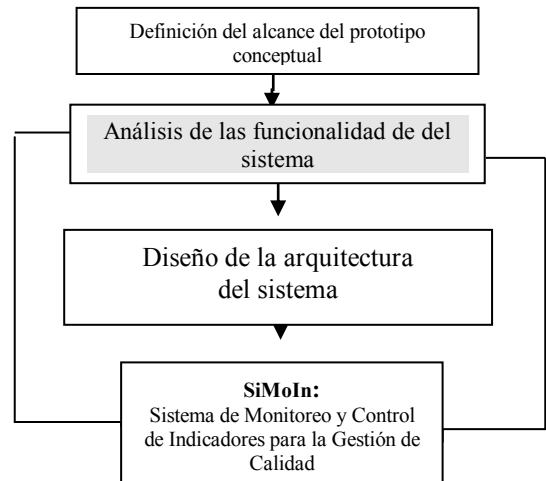 Definición del alcance del prototipo
conceptual
Análisis de las funcionalidad de del
sistema
Diseño de la arquitectura
del sistema
SiMoIn:
Sistema de Monitoreo y Control
de Indicadores para la Gestión de
Calidad